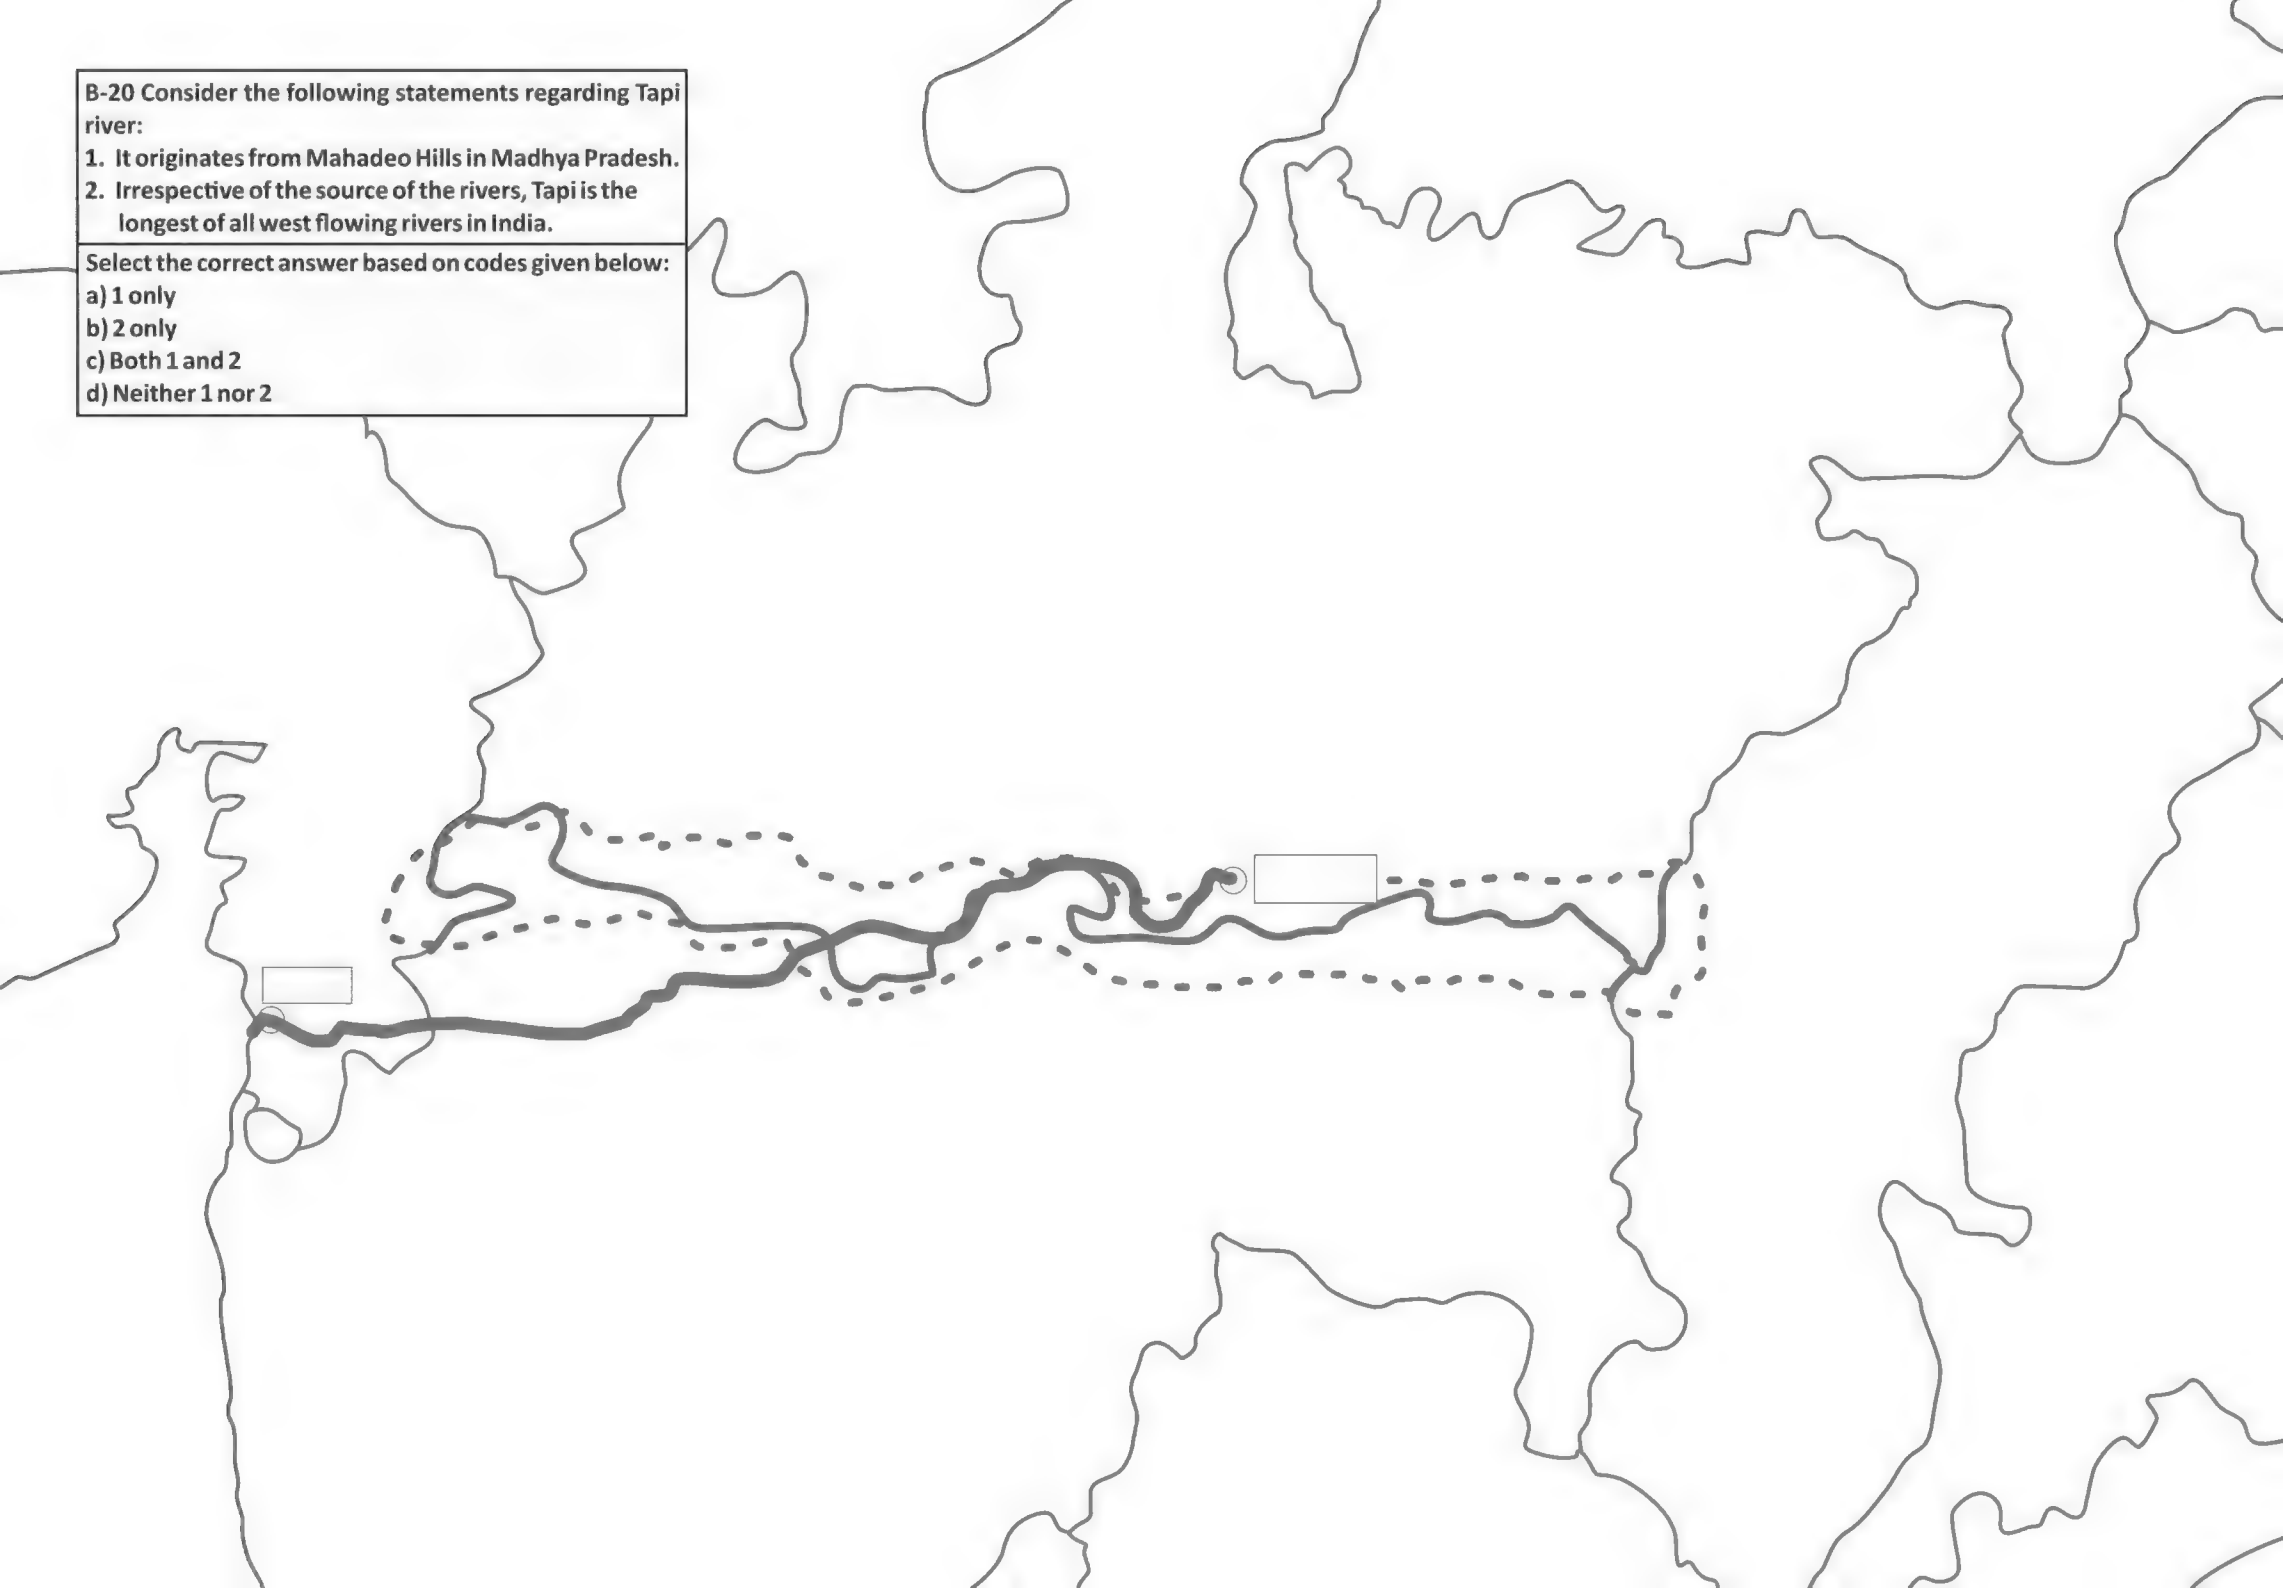 B-20 Consider the following statements regarding Tapi
river:
1. It originates from Mahadeo Hills in Madhya Pradesh.
2. Irrespective of the source of the rivers, Tapi is the
longest of all west flowing rivers in India.
Select the correct answer based on codes given below:
a) 1 only
b) 2 only
c) Both 1 and 2
d) Neither 1 nor 2